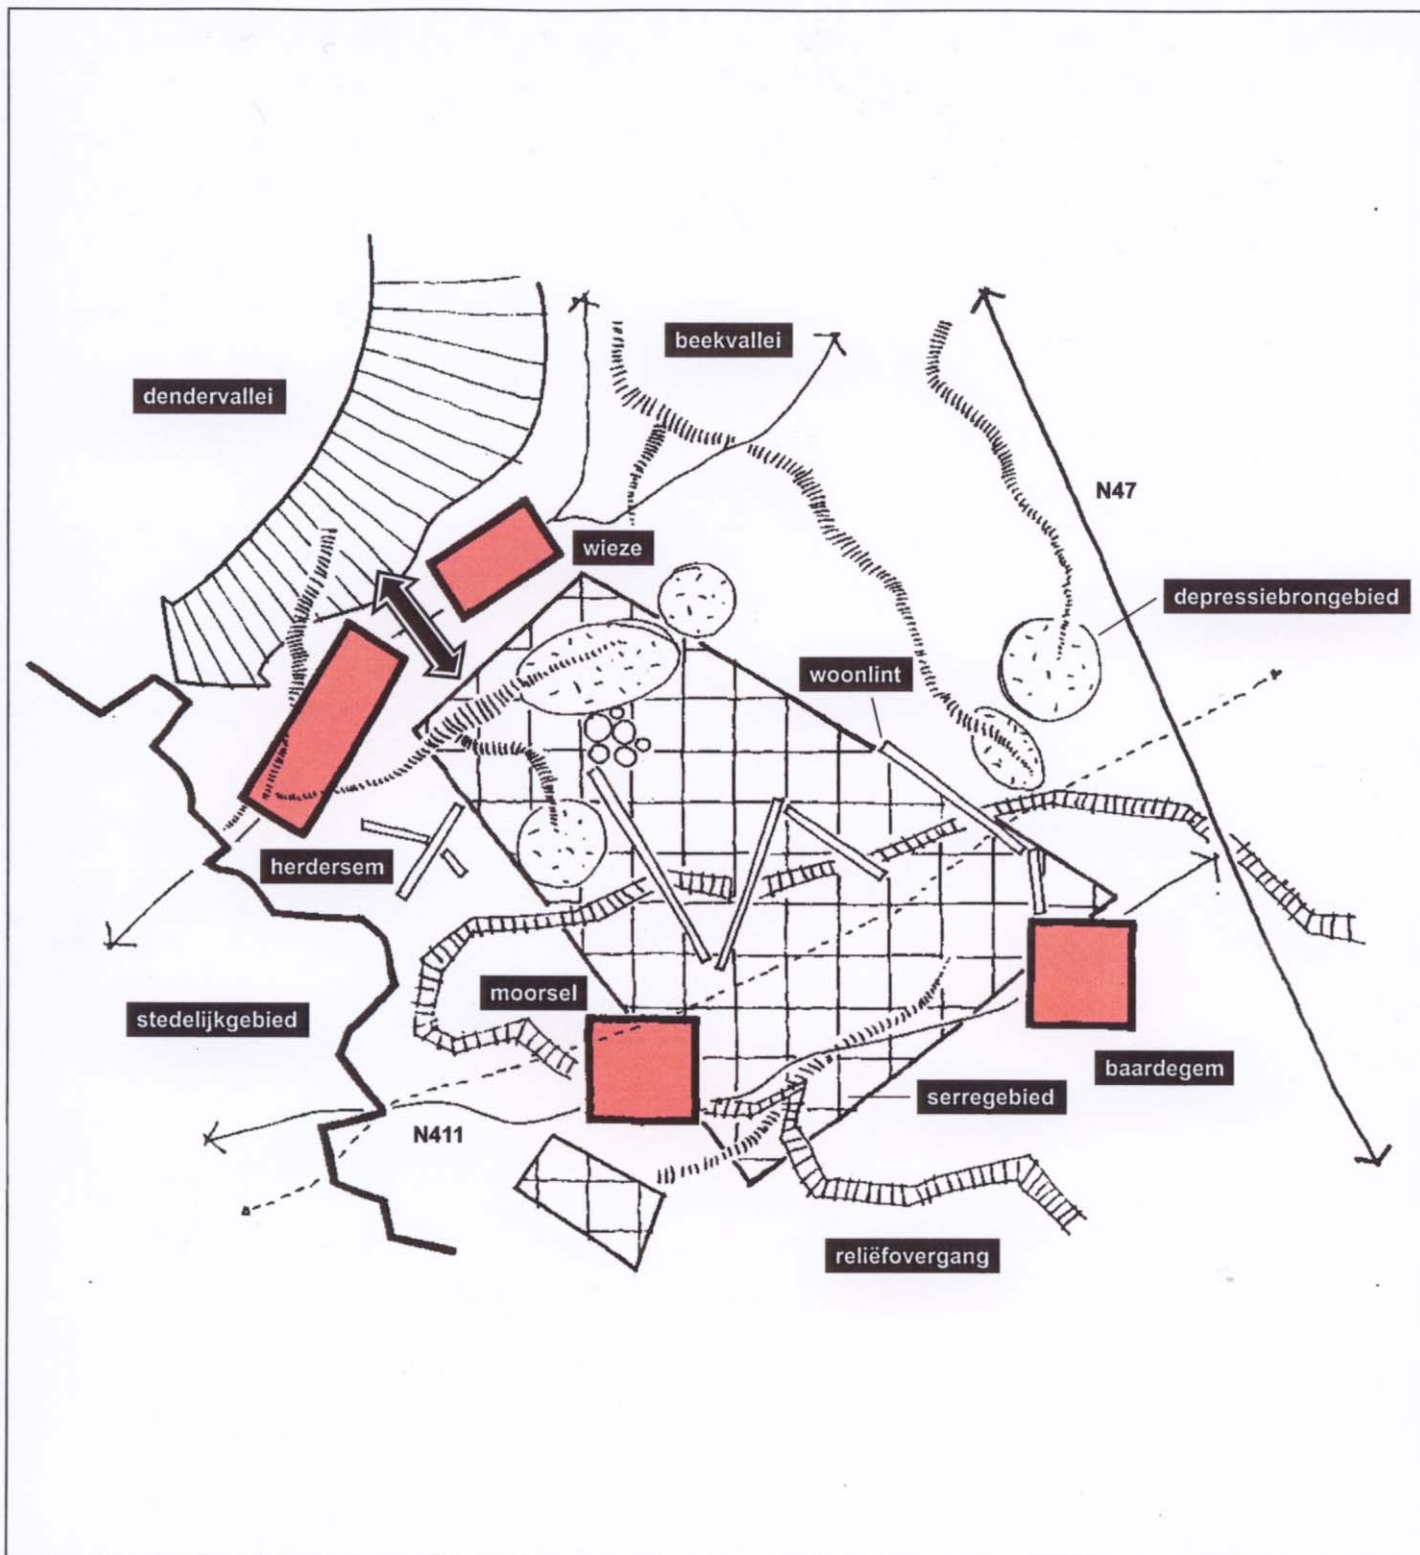 beekvallei
dendervallei
N47
wieze
depressiebrongebied
woonlint
herdersem
moorsel
stedelijkgebied
baardegem
serregebied
N411
reliëfovergang